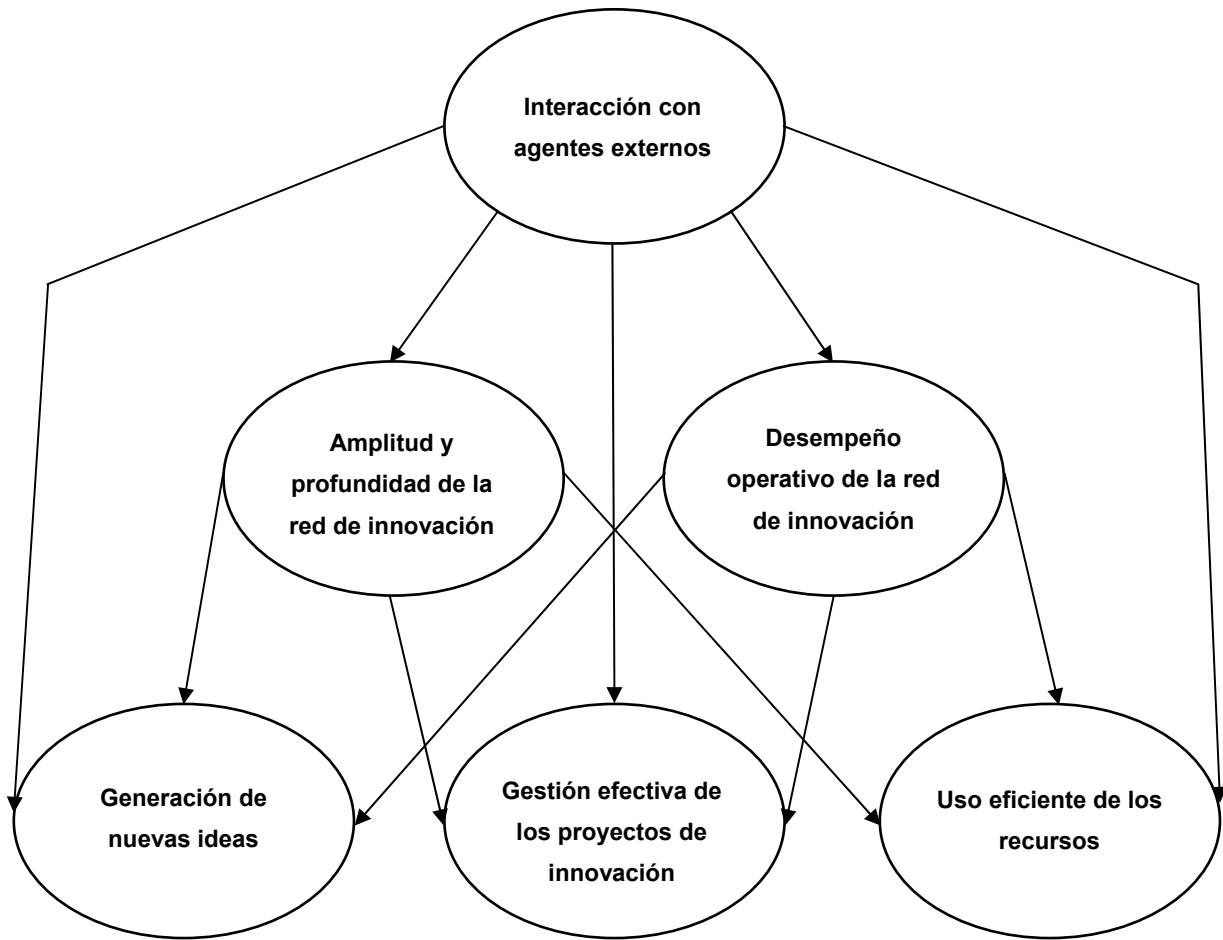 Interacción con
agentes externos
Amplitud y
profundidad de la
red de innovación
Desempeño
operativo de la red
de innovación
Generación de
nuevas ideas
Gestión efectiva de
los proyectos de
innovación
Uso eficiente de los
recursos